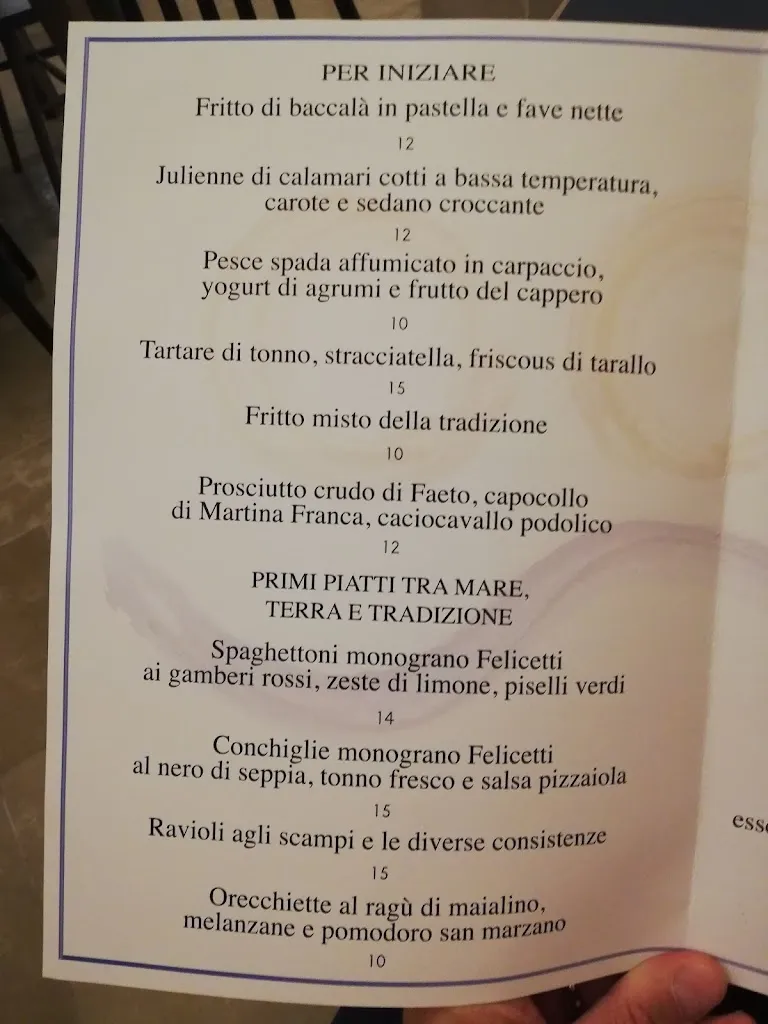 PER INIZIARE
Fritto di baccalà in pastella e fave nette
12
Julienne di calamari cotti a bassa temperatura,
carote e sedano croccante
12
Pesce spada affumicato in carpaccio,
yogurt di agrumi e frutto del cappero
10
Tartare di tonno, stracciatella, friscous di tarallo
15
Fritto misto della tradizione
10
Prosciutto crudo di Faeto, capocollo
di Martina Franca, caciocavallo podolico
12
PRIMI PIATTI TRA MARE,
TERRA E TRADIZIONE
Spaghettoni monograno Felicetti
ai gamberi rossi, zeste di limone, piselli verdi
14
Conchiglie monograno Felicetti
al nero di seppia, tonno fresco e salsa pizzaiola
15
Ravioli agli scampi e le diverse consistenze
15
Orecchiette al ragù di maialino,
melanzane e pomodoro san marzano
10